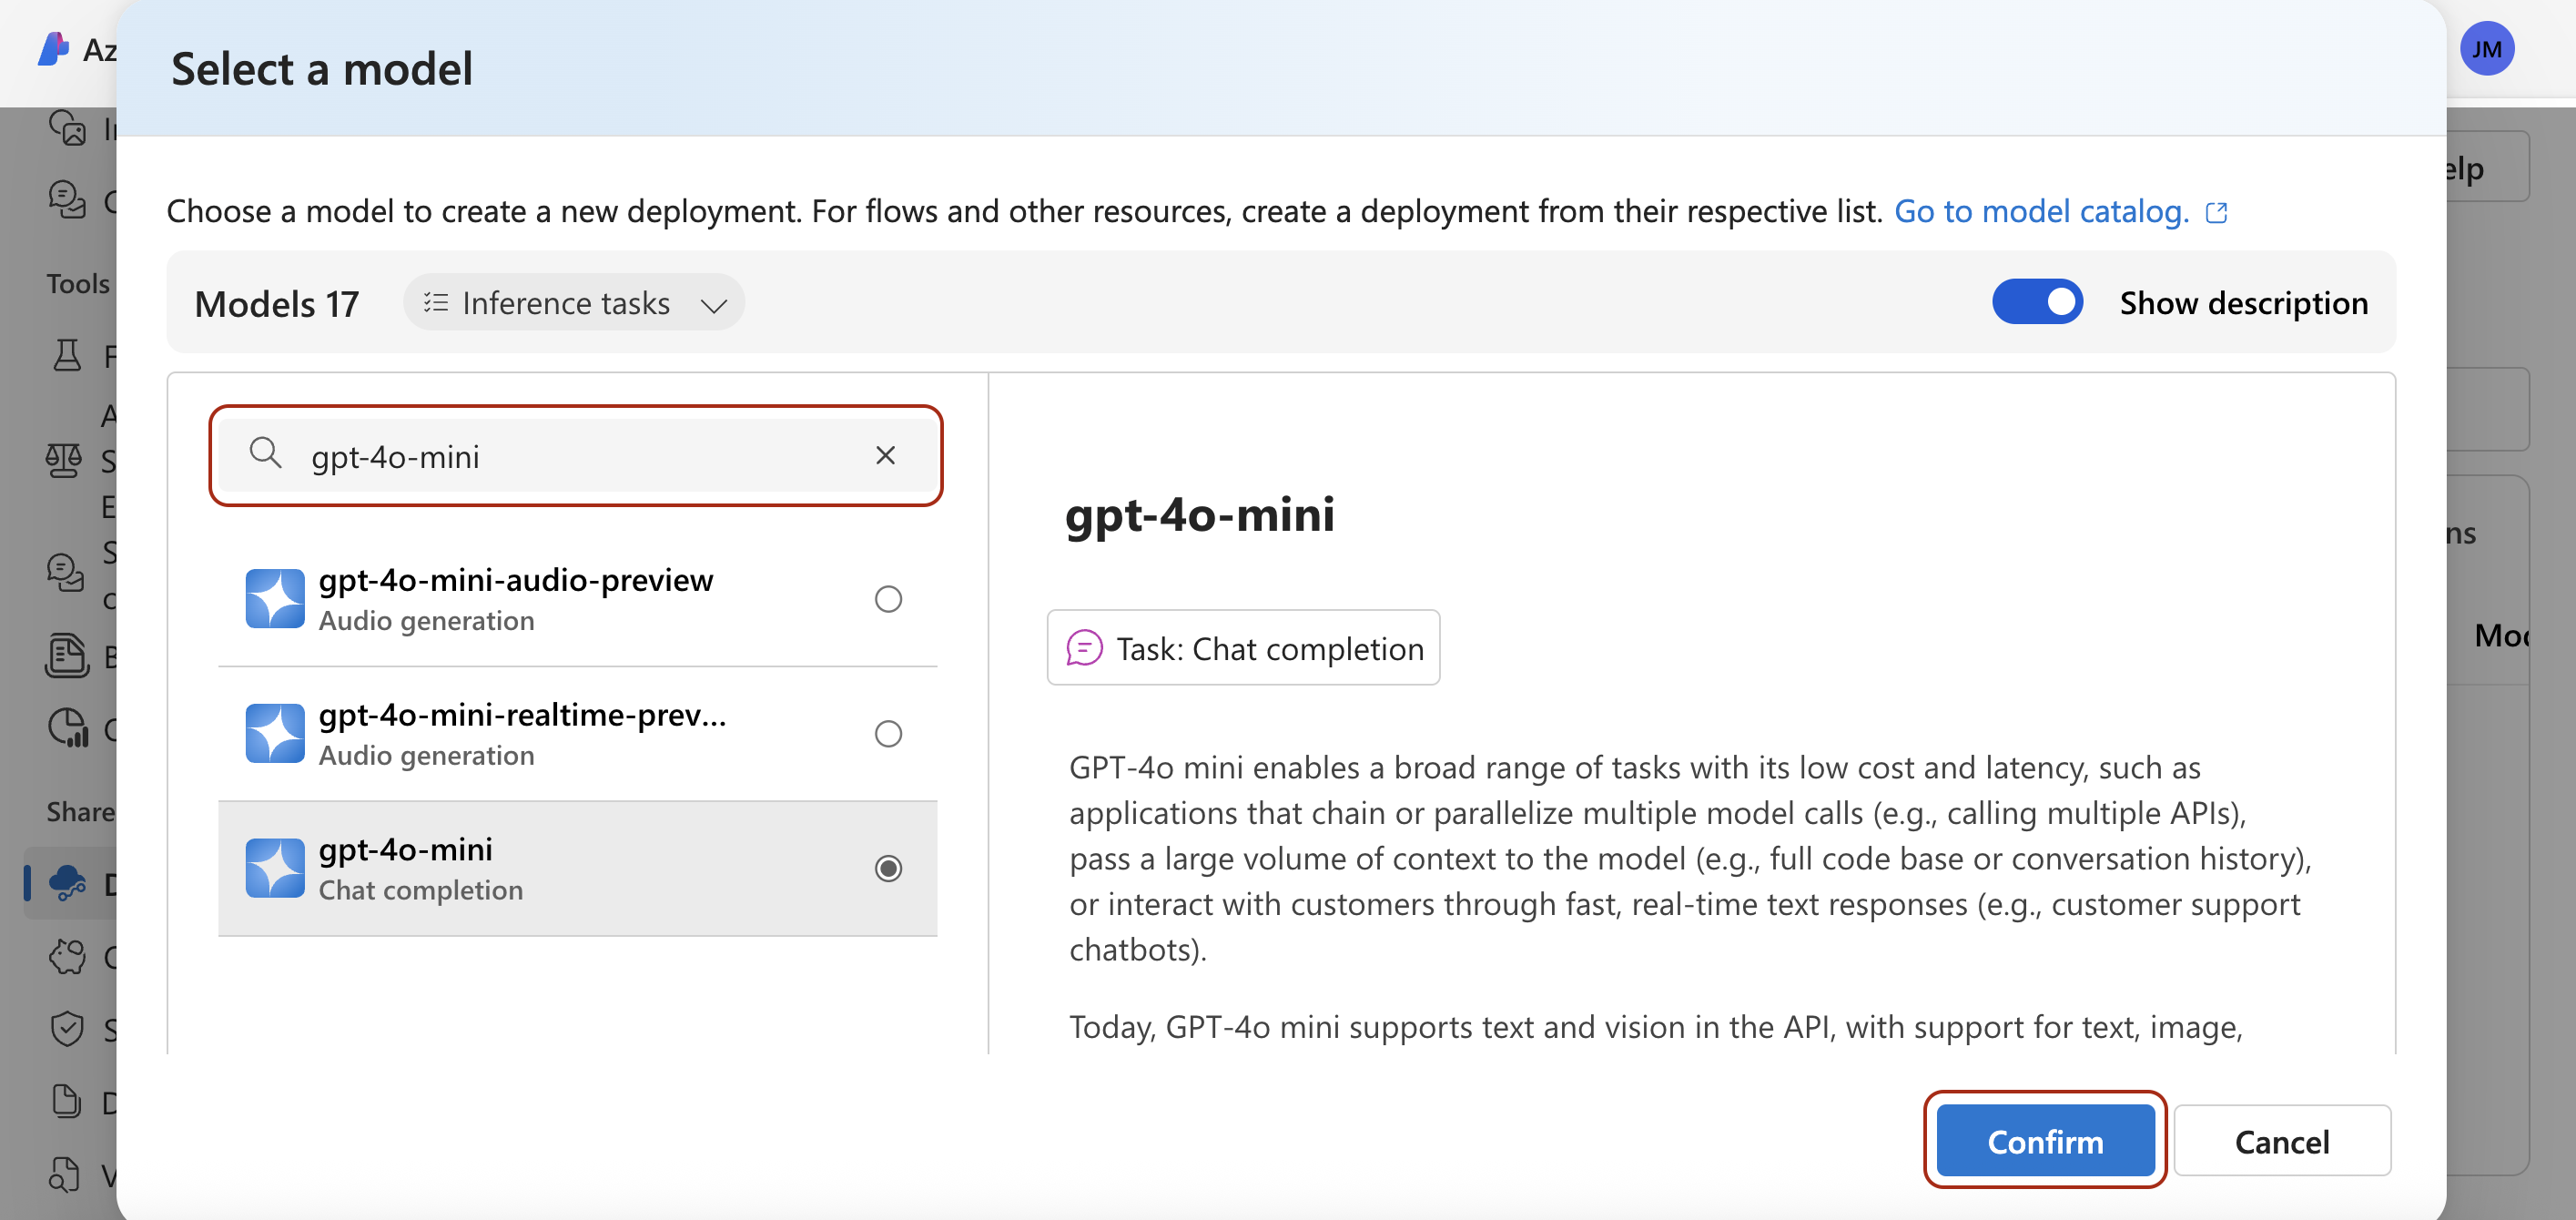 Az
JM
Select a model
elp
Choose a model to create a new deployment. For flows and other resources, create a deployment from their respective list. Go to model catalog.
Tools
Models 17
Inference tasks
Show description
gpt-4o-mini
gpt-4o-mini-audio-preview
Audio generation
gpt-4o-mini-realtime-prev...
Audio generation
gpt-4o-mini
Chat completion
gpt-4o-mini
Task: Chat completion
GPT-4o mini enables a broad range of tasks with its low cost and latency, such as
applications that chain or parallelize multiple model calls (e.g., calling multiple APIs),
pass a large volume of context to the model (e.g., full code base or conversation history),
or interact with customers through fast, real-time text responses (e.g., customer support
chatbots).
Today, GPT-4o mini supports text and vision in the API, with support for text, image,
Share
ns
Confirm
Cancel